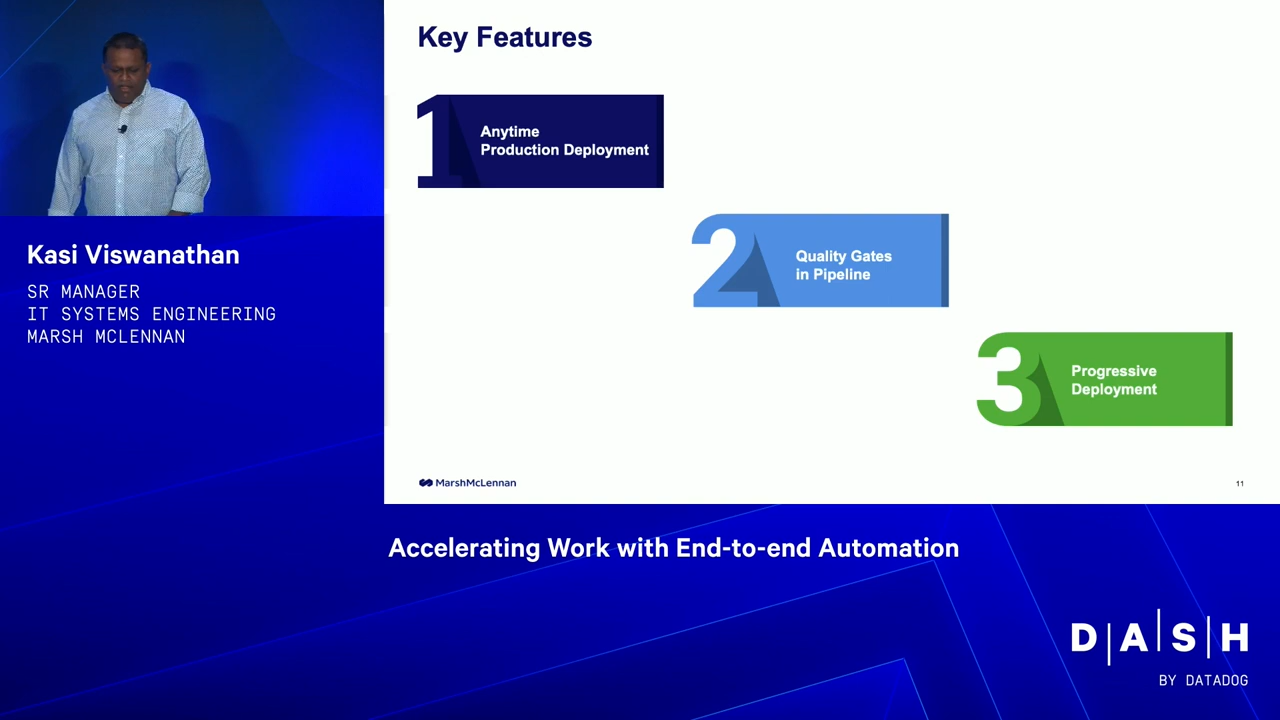 Kasi Viswanathan
SR MANAGER
IT SYSTEMS ENGINEERING
MARSH MCLENNAN
Key Features
1
Anytime
Production Deployment
2
Quality Gates
in Pipeline
3
Progressive
Deployment
MarshMcLennan
11
Accelerating Work with End-to-end Automation
D|A|S|H
BY DATADOG